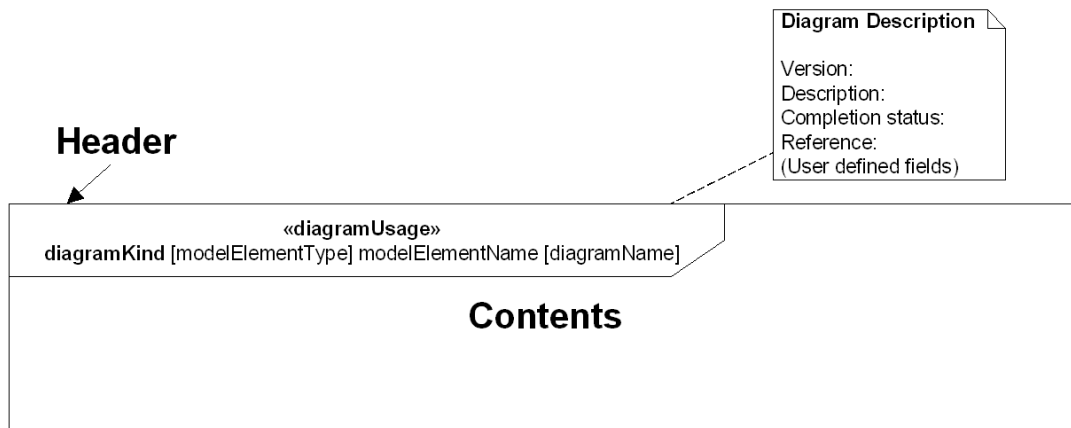 Diagram Description
Version:
Description:
Completion status:
Reference:
(User defined fields)
Header
«diagramUsage»
diagramKind [modelElementType] modelElementName [diagramName]
Contents